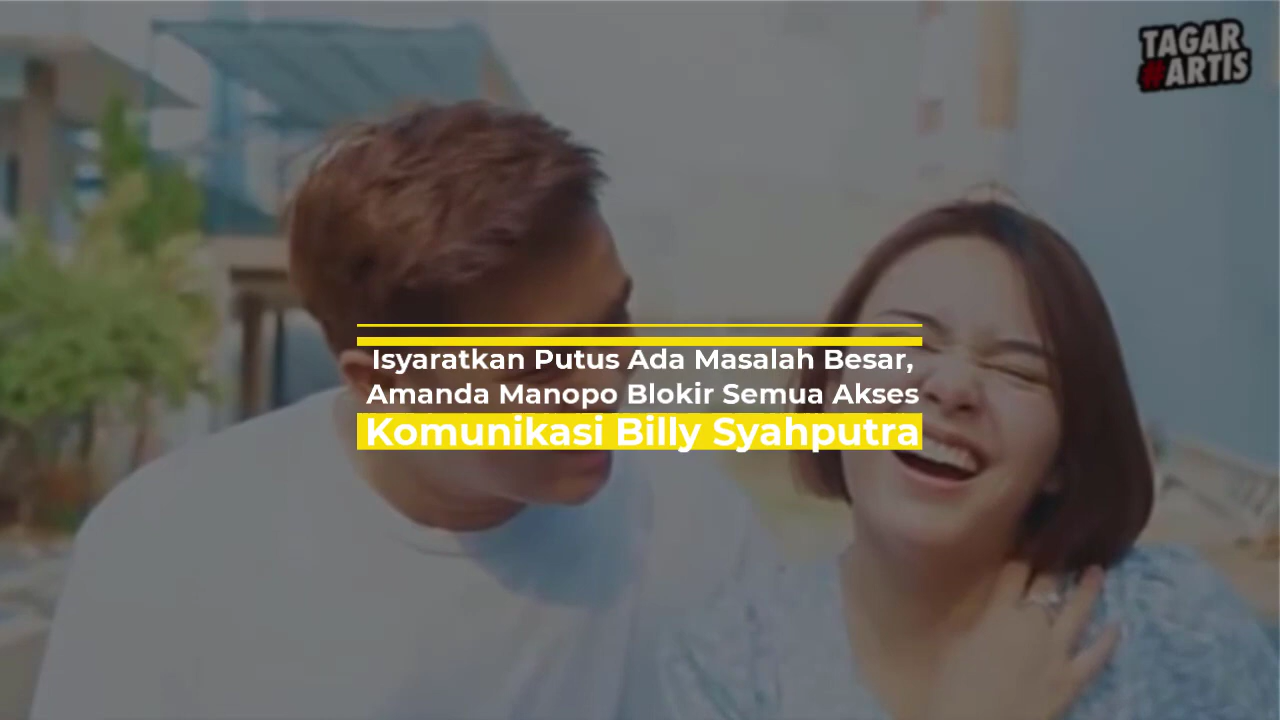 TAGAR
#ARTIS
Isyaratkan Putus Ada Masalah Besar,
Amanda Manopo Blokir Semua Akses
Komunikasi Billy Syahputra